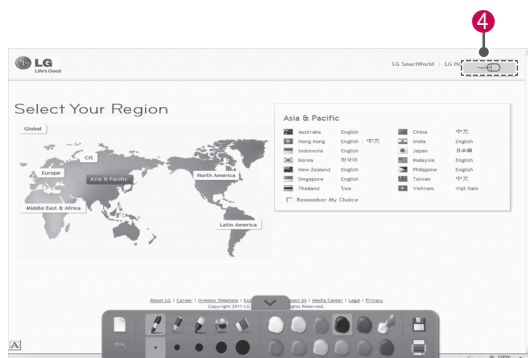 4
LG
Life's Good
LG SmartWorld | LG
Select Your Region
Global
CIS
Europe
Asia & Pacific
North America
Middle East & Africa
Latin America
Asia & Pacific
Australia English
Hong Kong English | 中文
Indonesia English
Korea 한국어
New Zealand English
Singapore English
Thailand ไทย
China 中文
India English
Japan 日本語
Malaysia English
Philippine English
Taiwan 中文
Vietnam Việt Nam
Remember My Choice
About LG | Career | Investor Relations | | Media Center | Legal | Privacy
Copyright 2011 LG rights Reserved.
A